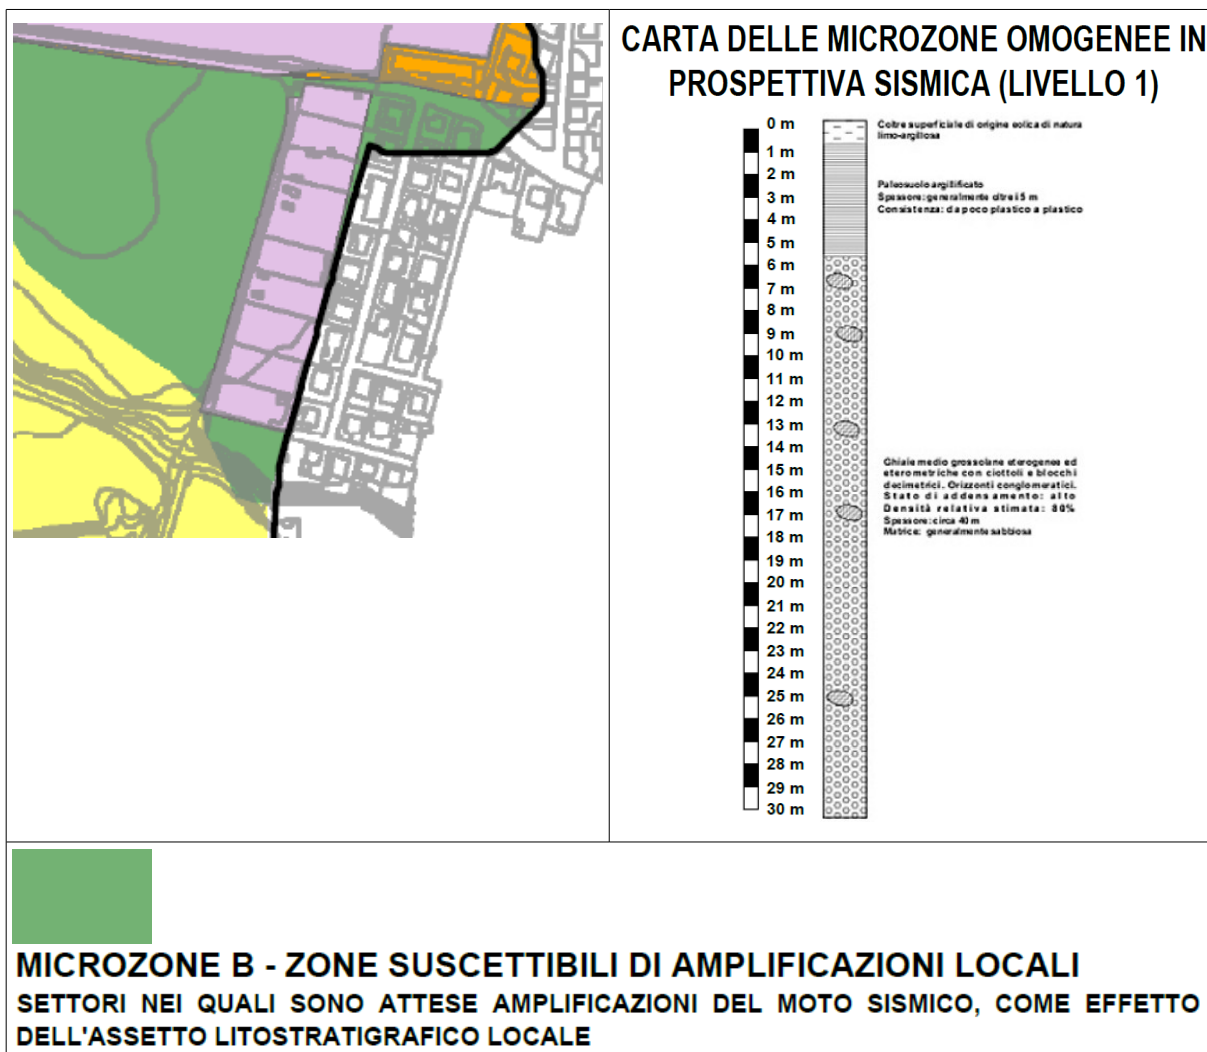 CARTA DELLE MICROZONE OMOGENEE IN
PROSPETTIVA SISMICA (LIVELLO 1)
0 m
1 m
2 m
3 m
4 m
5 m
6 m
7 m
8 m
9 m
10 m
11 m
12 m
13 m
14 m
15 m
16 m
17 m
18 m
19 m
20 m
21 m
22 m
23 m
24 m
25 m
26 m
27 m
28 m
29 m
30 m
Coltre superficiale di origine eolica di natura
limo-argillosa
Paleosuolo argillificato
Spessore: generalmente oltre i 5 m
Consistenza: da poco plastico a plastico
Ghiaie medio grossolane eterogenee ed
eterometriche con ciottoli e blocchi
decimetrici. Orizzonti conglomeratici.
Stato di addensamento: alto
Densità relativa stimata: 80%
Spessore: circa 40 m
Matrice: generalmente sabbiosa
MICROZONE B - ZONE SUSCETTIBILI DI AMPLIFICAZIONI LOCALI
SETTORI NEI QUALI SONO ATTESE AMPLIFICAZIONI DEL MOTO SISMICO, COME EFFETTO
DELL'ASSETTO LITOSTRATIGRAFICO LOCALE